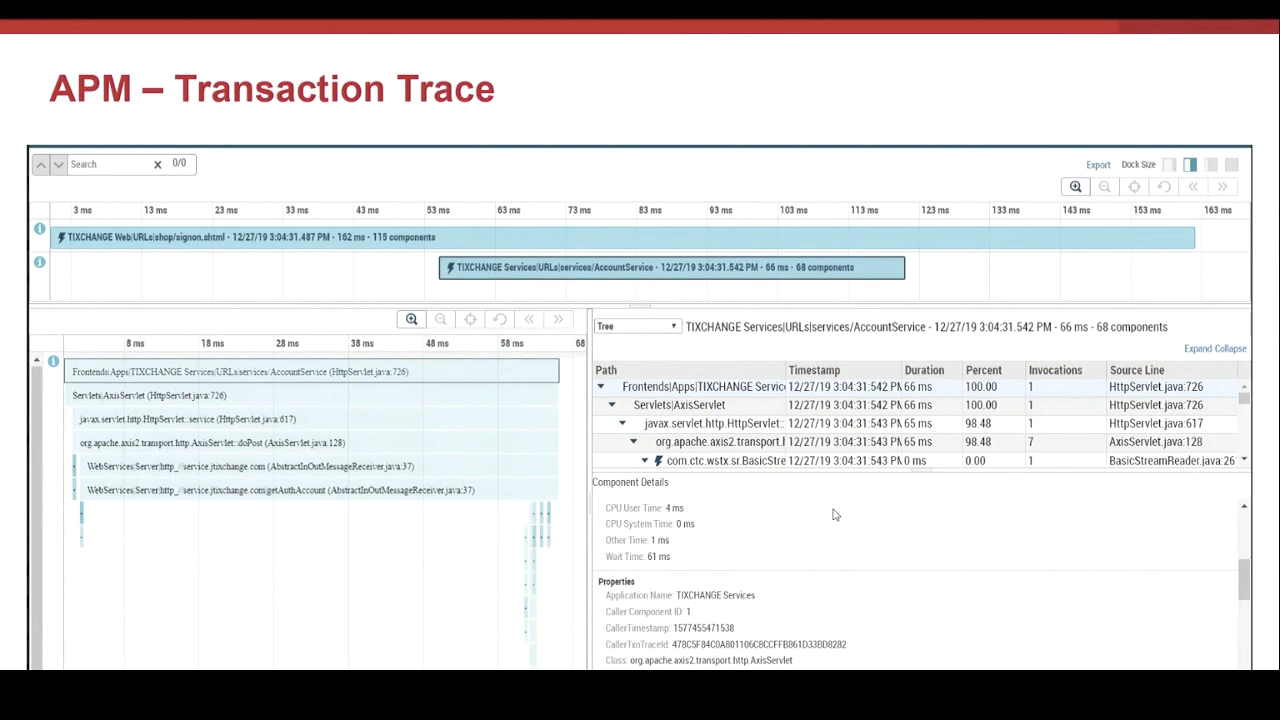 APM – Transaction Trace
Search 0/0
Export Dock Size
3 ms 13 ms 23 ms 33 ms 43 ms 53 ms 63 ms 73 ms 83 ms 93 ms 103 ms 113 ms 123 ms 133 ms 143 ms 153 ms 163 ms
TIXCHANGE Web|URLs|shop/signon.shtml - 12/27/19 3:04:31.487 PM - 162 ms - 115 components
TIXCHANGE Services|URLs|services/AccountService - 12/27/19 3:04:31.542 PM - 66 ms - 68 components
8 ms 18 ms 28 ms 38 ms 48 ms 58 ms 68
Frontends|Apps|TIXCHANGE Services|URLs|services/AccountService (HttpServlet.java:726)
Servlets|AxisServlet (HttpServlet.java:726)
javax.servlet.http.HttpServlet::service (HttpServlet.java:617)
org.apache.axis2.transport.http.AxisServlet::doPost (AxisServlet.java:128)
WebServices|Server|http_//service.jtixchange.com (AbstractInOutMessageReceiver.java:37)
WebServices|Server|http_//service.jtixchange.com|getAuthAccount (AbstractInOutMessageReceiver.java:37)
Tree TIXCHANGE Services|URLs|services/AccountService - 12/27/19 3:04:31.542 PM - 66 ms - 68 components
Expand Collapse
Path Timestamp Duration Percent Invocations Source Line
Frontends|Apps|TIXCHANGE Servic 12/27/19 3:04:31.542 PM 66 ms 100.00 1 HttpServlet.java:726
Servlets|AxisServlet 12/27/19 3:04:31.542 PM 66 ms 100.00 1 HttpServlet.java:726
javax.servlet.http.HttpServlet:: 12/27/19 3:04:31.543 PM 65 ms 98.48 1 HttpServlet.java:617
org.apache.axis2.transport.l 12/27/19 3:04:31.543 PM 65 ms 98.48 7 AxisServlet.java:128
com.ctc.wstx.sr.BasicStre 12/27/19 3:04:31.543 PM 0 ms 0.00 1 BasicStreamReader.java:26
Component Details
CPU User Time: 4 ms
CPU System Time: 0 ms
Other Time: 1 ms
Wait Time: 61 ms
Properties
Application Name: TIXCHANGE Services
Caller Component ID: 1
CallerTimestamp: 1577455471538
CallerTxnTraceId: 478C5F84C0A801106C8CCFFB861D33BD8282
Class: org.apache.axis2.transport.http.AxisServlet